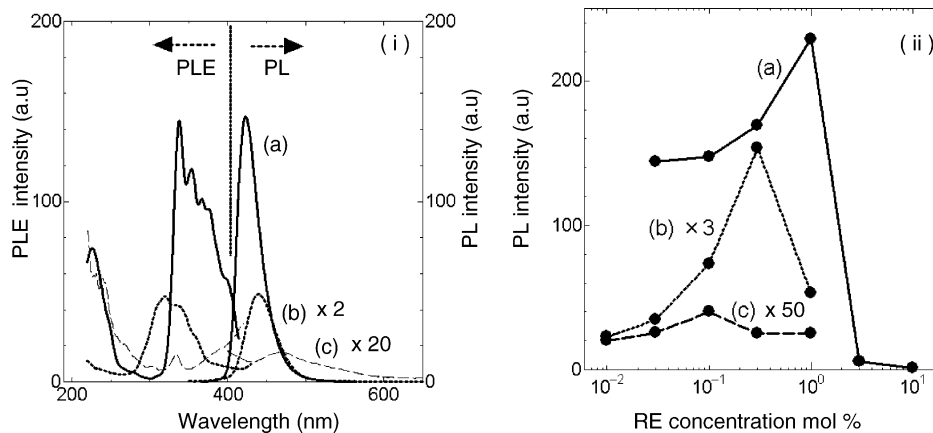 200
100
0
200
400
600
PLE intensity (a.u)
Wavelength (nm)
PLE
PL
( i )
(a)
(b) x 2
(c) x 20
200
100
0
PL intensity (a.u)
200
100
0
PL intensity (a.u)
10⁻²
10⁻¹
10⁰
10¹
RE concentration mol %
( ii )
(a)
(b) × 3
(c) x 50